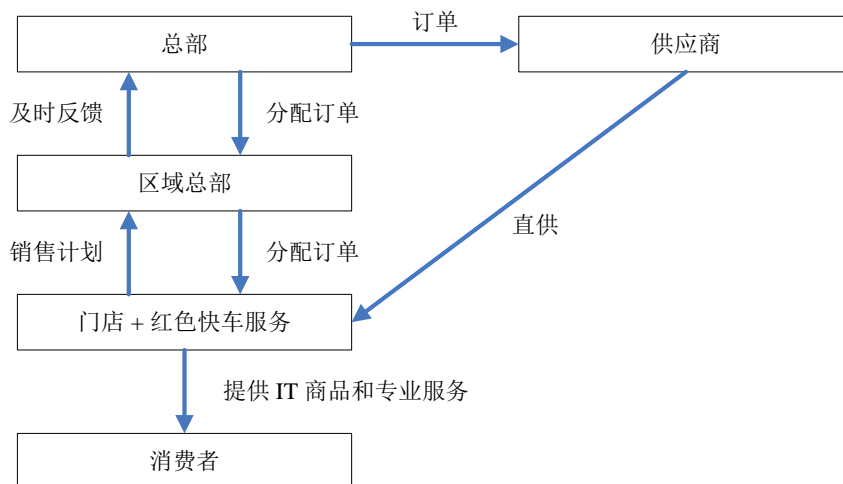 订单
总部
供应商
及时反馈
分配订单
区域总部
销售计划
分配订单
直供
门店 + 红色快车服务
提供 IT 商品和专业服务
消费者